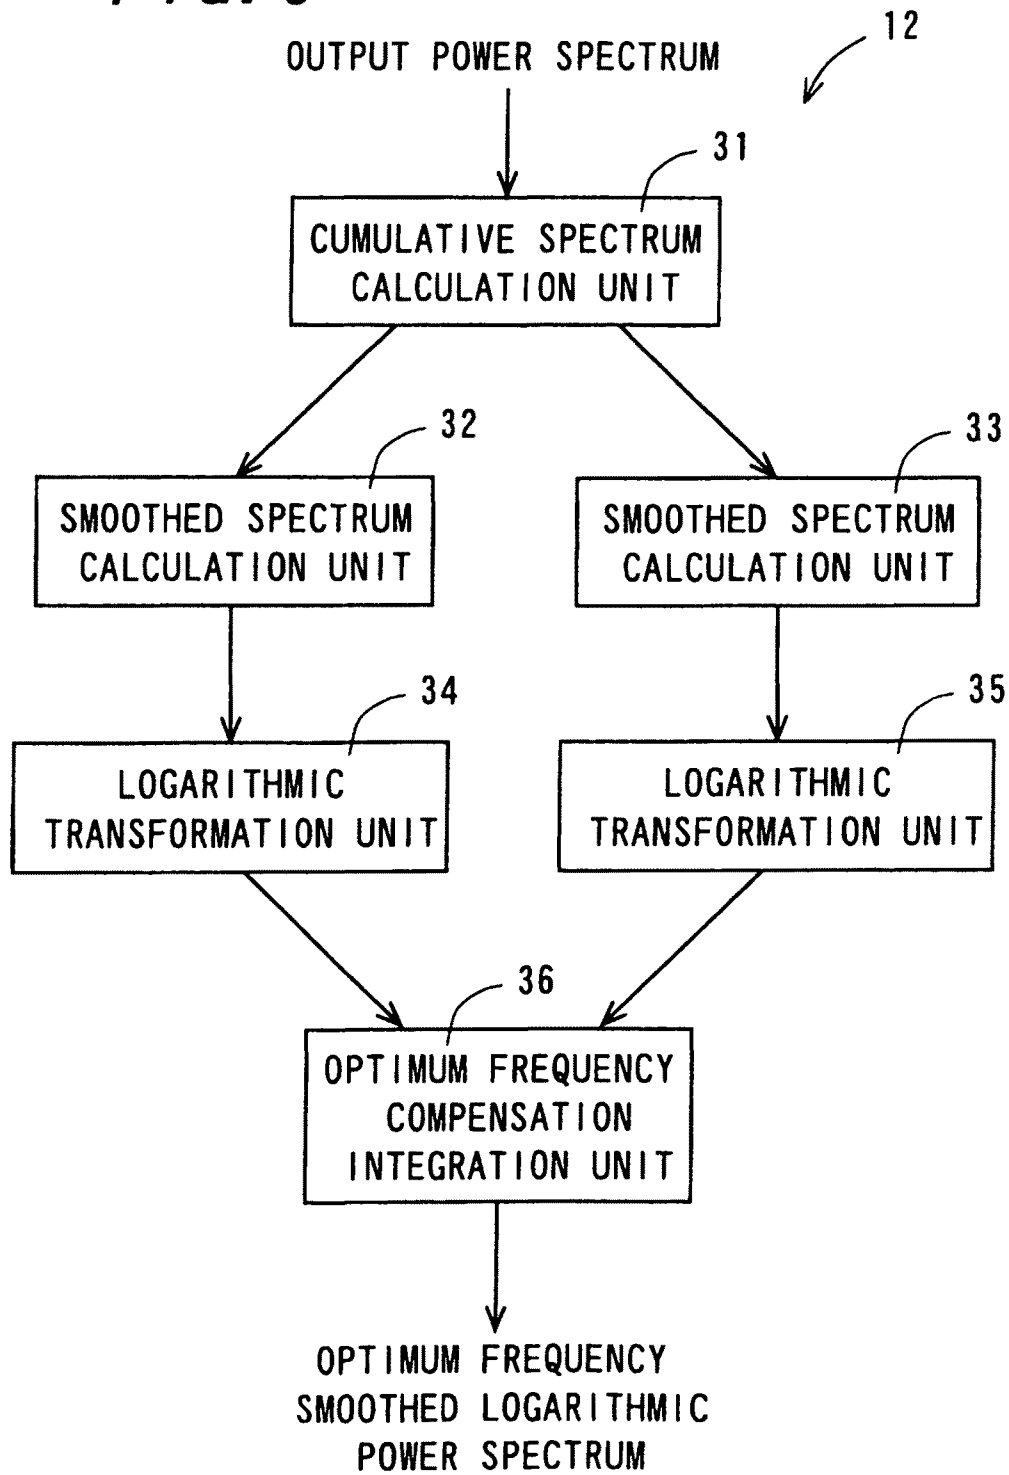 12
OUTPUT POWER SPECTRUM
31
CUMULATIVE SPECTRUM
CALCULATION UNIT
32
33
SMOOTHED SPECTRUM
CALCULATION UNIT
SMOOTHED SPECTRUM
CALCULATION UNIT
34
35
LOGARITHMIC
TRANSFORMATION UNIT
LOGARITHMIC
TRANSFORMATION UNIT
36
OPTIMUM FREQUENCY
COMPENSATION
INTEGRATION UNIT
OPTIMUM FREQUENCY
SMOOTHED LOGARITHMIC
POWER SPECTRUM